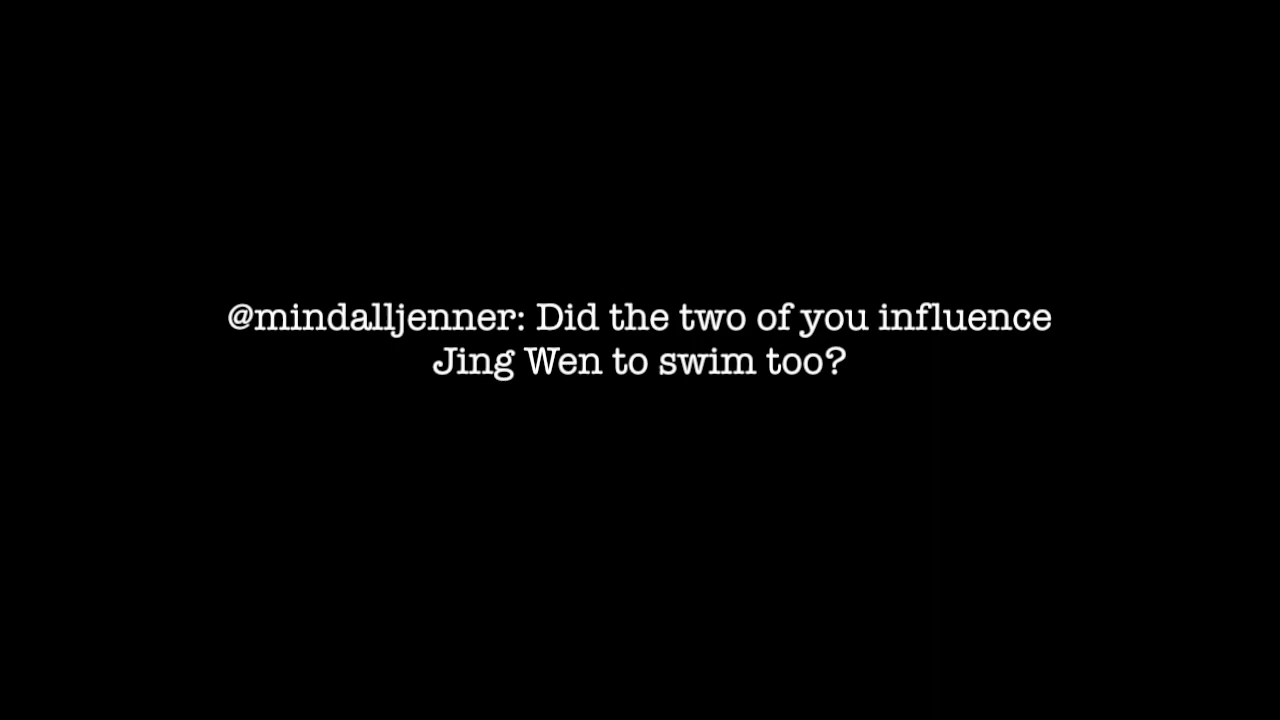 @mindalljenner: Did the two of you influence
Jing Wen to swim too?